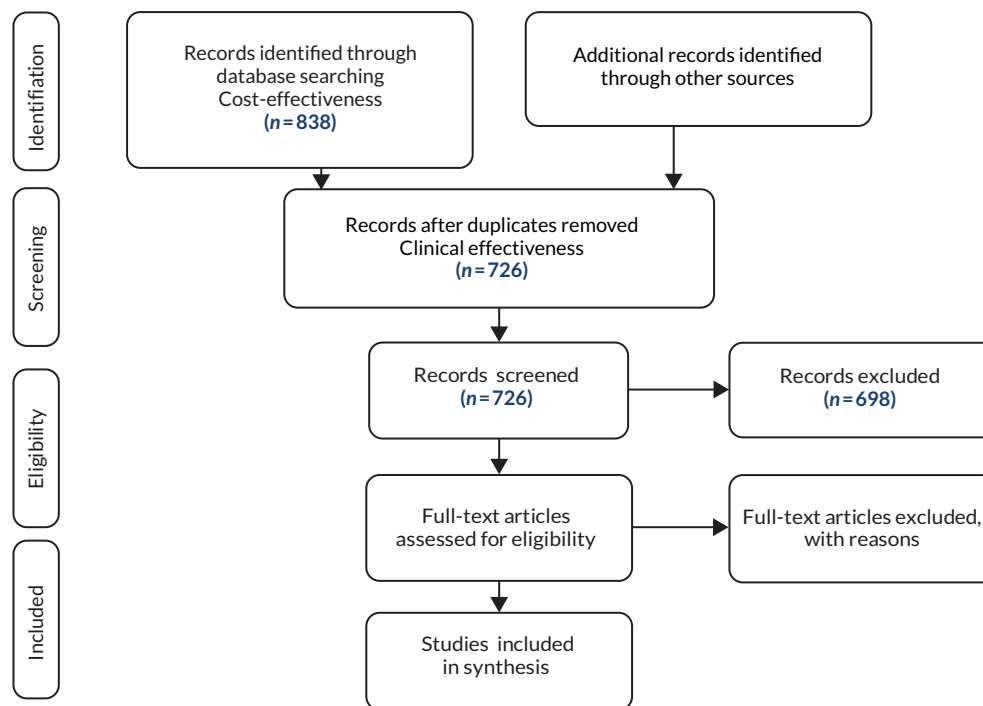 Identifiation
Records identified through
database searching
Cost-effectiveness
(n=838)
Additional records identified
through other sources
Screening
Records after duplicates removed
Clinical effectiveness
(n=726)
Eligibility
Records screened
(n=726)
Records excluded
(n=698)
Full-text articles
assessed for eligibility
Full-text articles excluded,
with reasons
Included
Studies included
in synthesis